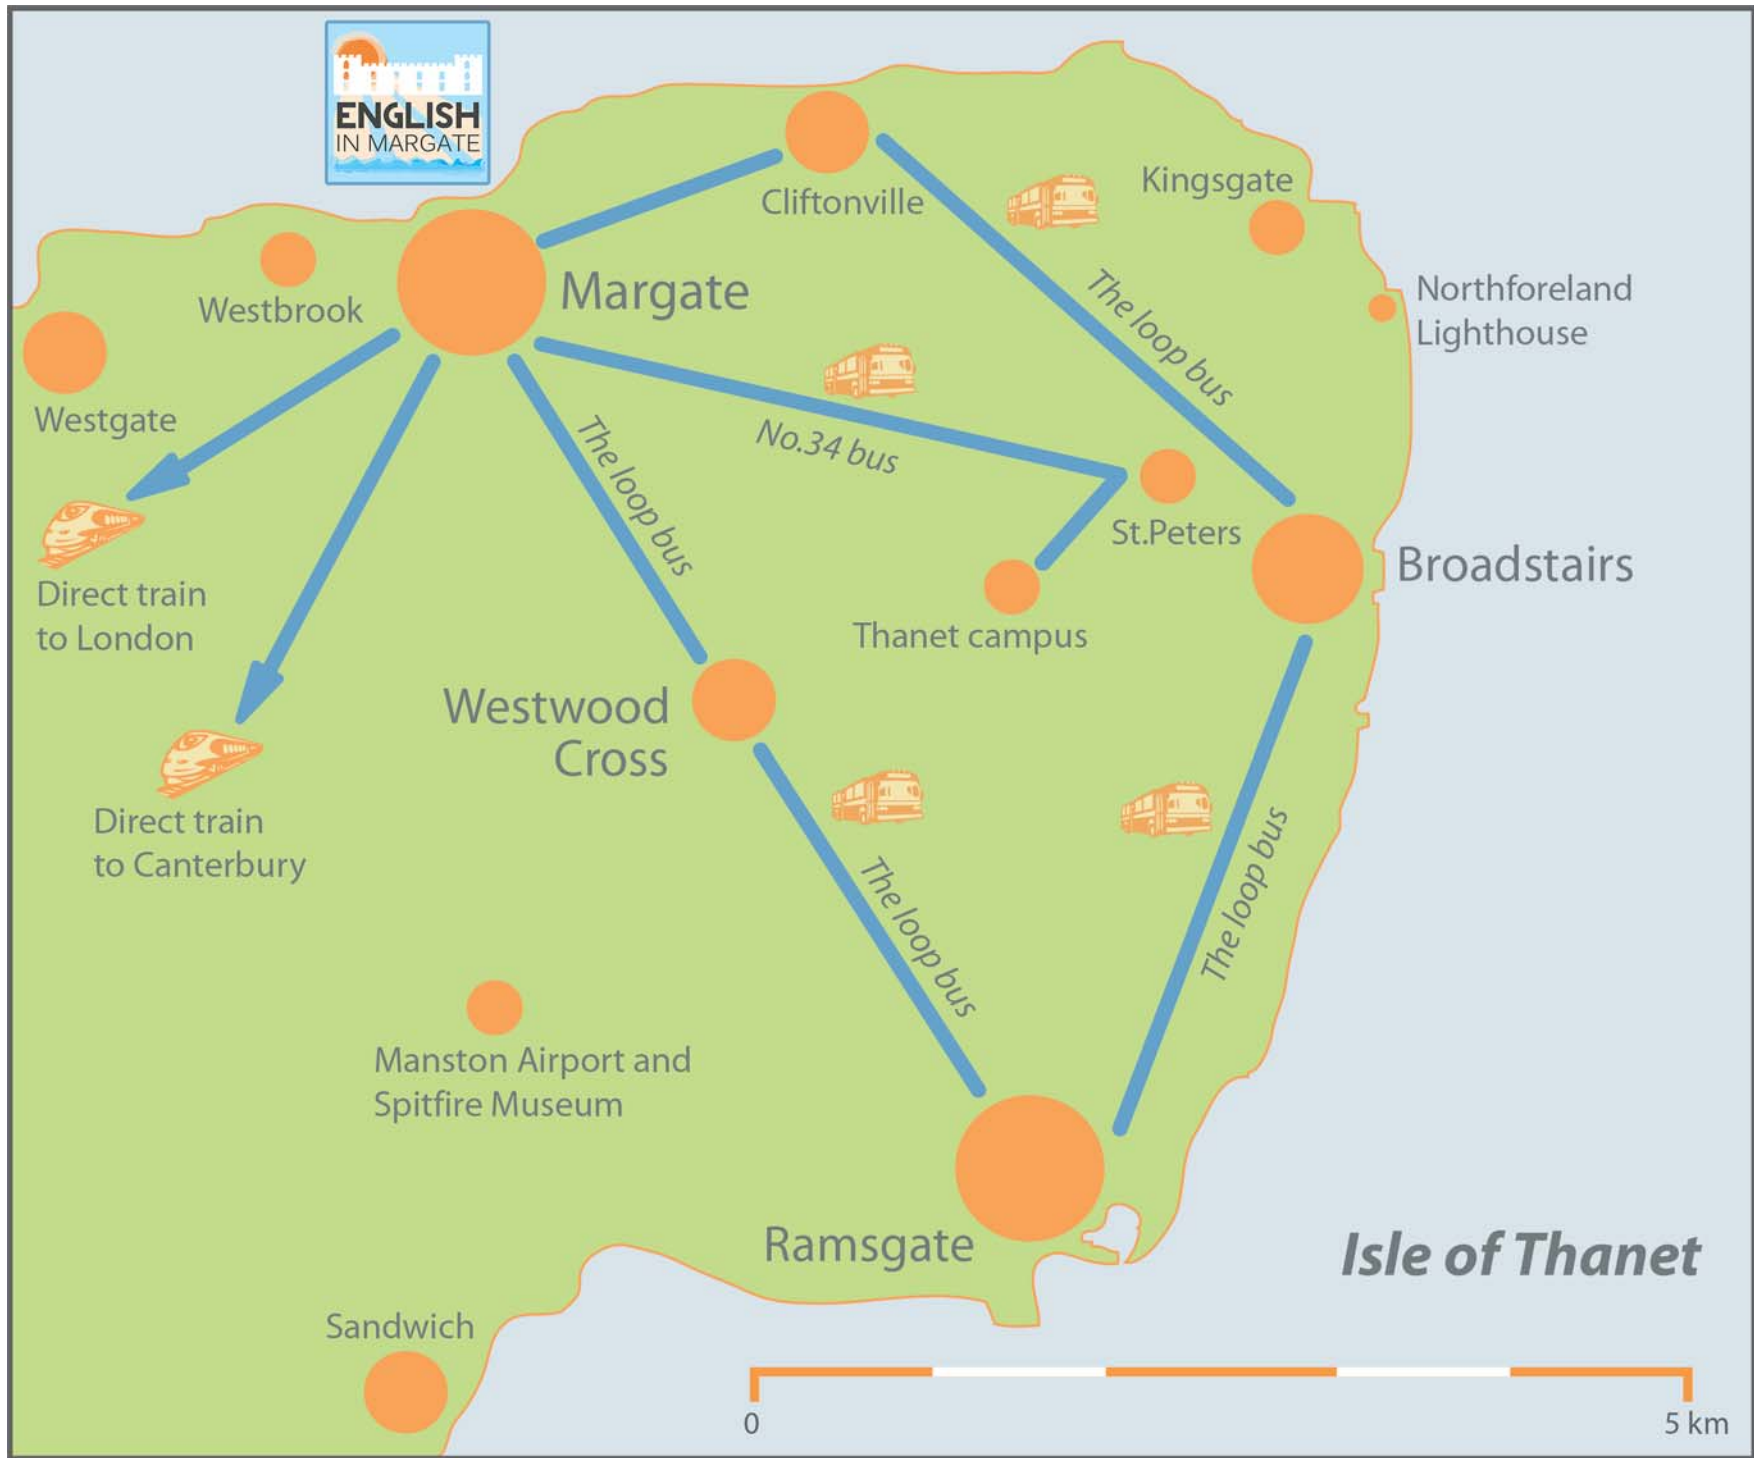 ENGLISH
IN MARGATE
Cliftonville
Kingsgate
Northforeland
Lighthouse
Westbrook
Margate
The loop bus
Westgate
No.34 bus
The loop bus
St.Peters
Broadstairs
Direct train
to London
Thanet campus
Westwood
Cross
Direct train
to Canterbury
The loop bus
The loop bus
Manston Airport and
Spitfire Museum
Ramsgate
Isle of Thanet
Sandwich
0
5 km